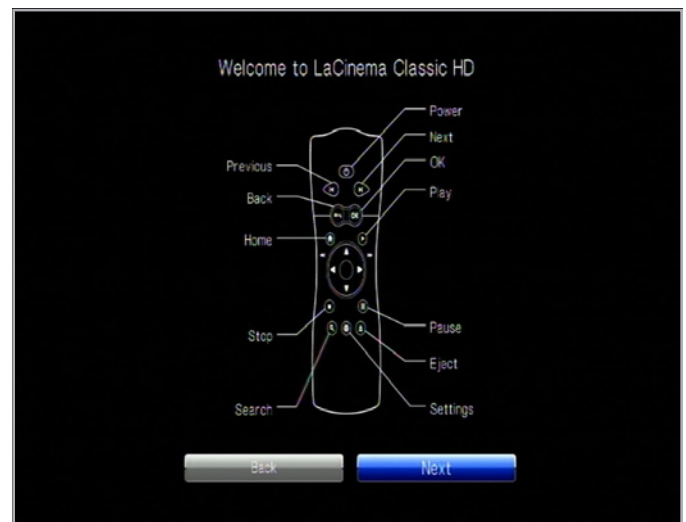 Welcome to LaCinema Classic HD
Power
Next
Previous
OK
Back
Play
Home
Stop
Pause
Eject
Search
Settings
Back
Next